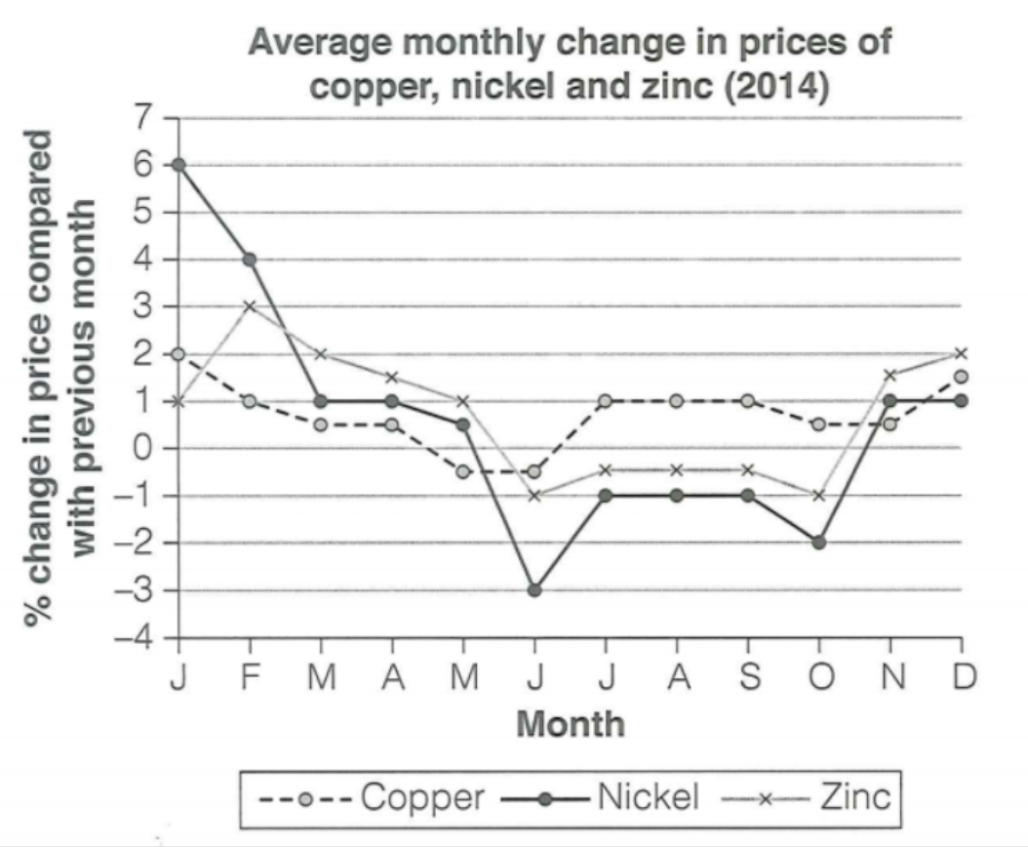 Average monthly change in prices of
copper, nickel and zinc (2014)
% change in price compared
with previous month
7
6
5
4
3
2
1
0
–1
–2
–3
–4
J F M A M J J A S O N D
Month
Copper Nickel Zinc